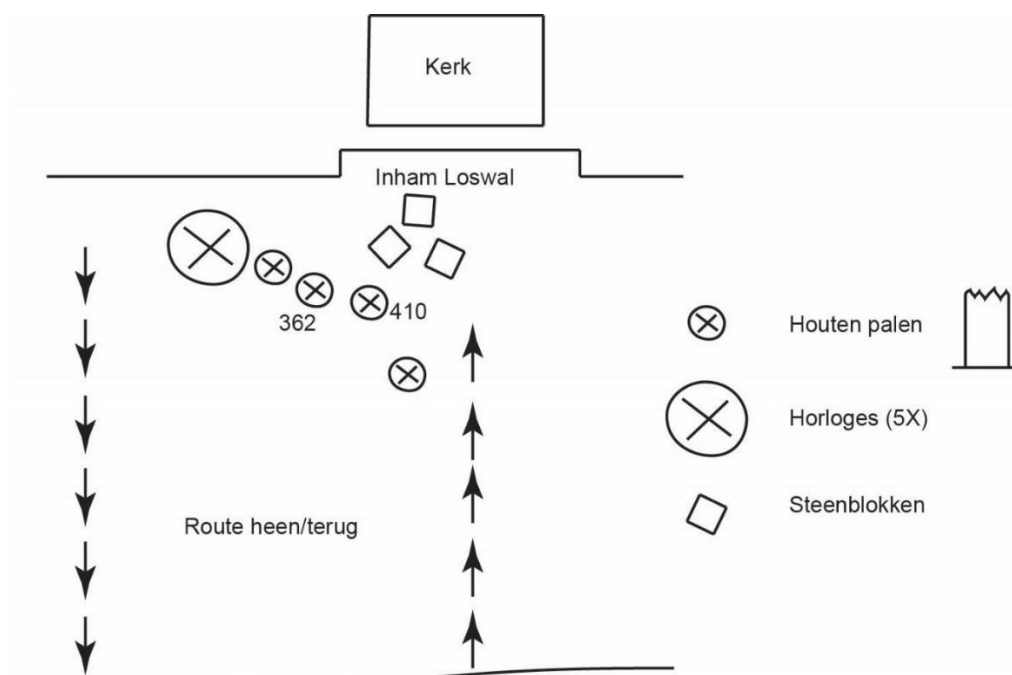 Kerk
Inham Loswal
362
410
Houten palen
Horloges (5X)
Steenblokken
Route heen/terug